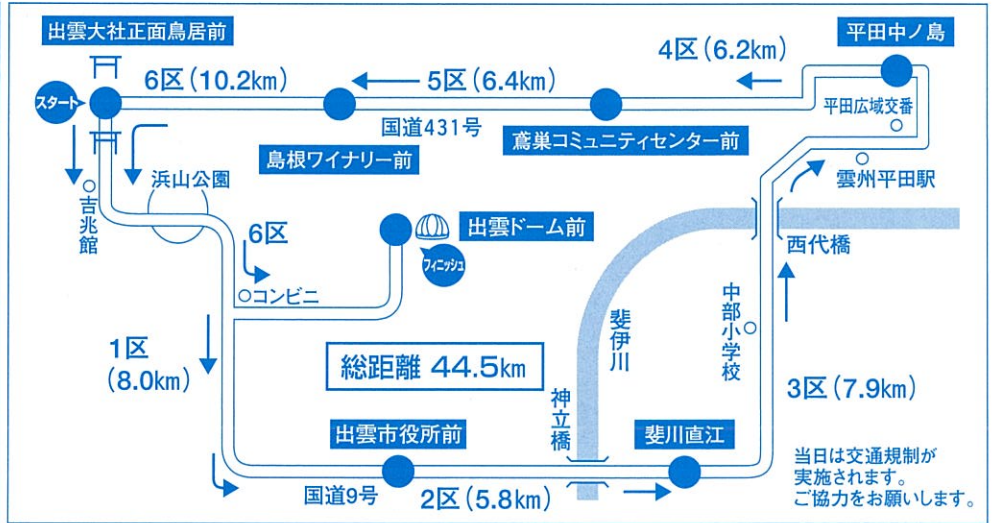 出雲大社正面鳥居前
スタート
6区(10.2km)
5区(6.4km)
4区(6.2km)
平田中ノ島
国道431号
島根ワイナリー前
鳶巣コミュニティセンター前
平田広域交番
雲州平田駅
吉兆館
浜山公園
6区
コンビニ
出雲ドーム前
フィニッシュ
西代橋
斐伊川
中部小学校
1区
(8.0km)
総距離 44.5km
3区(7.9km)
出雲市役所前
神立橋
斐川直江
国道9号
2区(5.8km)
当日は交通規制が
実施されます。
ご協力をお願いします。